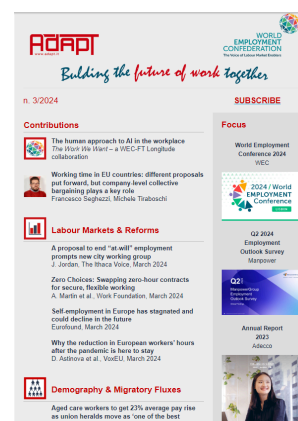 ADAPT
www.adapt.it
WORLD
EMPLOYMENT
CONFEDERATION
The Voice of Labour Market Enablers
Bulding the future of work together
n. 3/2024
SUBSCRIBE
Contributions
The human approach to AI in the workplace
The Work We Want – a WEC-FT Longitude
collaboration
Working time in EU countries: different proposals
put forward, but company-level collective
bargaining plays a key role
Francesco Seghezzi, Michele Tiraboschi
Labour Markets & Reforms
A proposal to end “at-will” employment
prompts new city working group
J. Jordan, The Ithaca Voice, March 2024
Zero Choices: Swapping zero-hour contracts
for secure, flexible working
A. Martin et al., Work Foundation, March 2024
Self-employment in Europe has stagnated and
could decline in the future
Eurofound, March 2024
Why the reduction in European workers' hours
after the pandemic is here to stay
D. Astinova et al., VoxEU, March 2024
Demography & Migratory Fluxes
Aged care workers to get 23% average pay rise
as union heralds move as ‘one of the best
Focus
World Employment
Conference 2024
WEC
2024 / World
EMPLOYMENT
Conference
Q2 2024
Employment
Outlook Survey
Manpower
Q2
ManpowerGroup
Employment
Outlook Survey
Annual Report
2023
Adecco